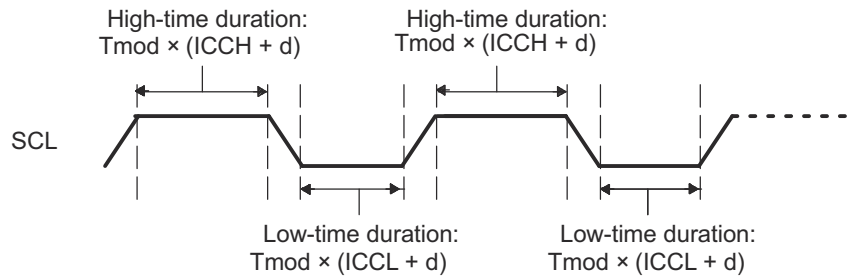 High-time duration:
Tmod × (ICCH + d)
High-time duration:
Tmod × (ICCH + d)
SCL
Low-time duration:
Tmod × (ICCL + d)
Low-time duration:
Tmod × (ICCL + d)